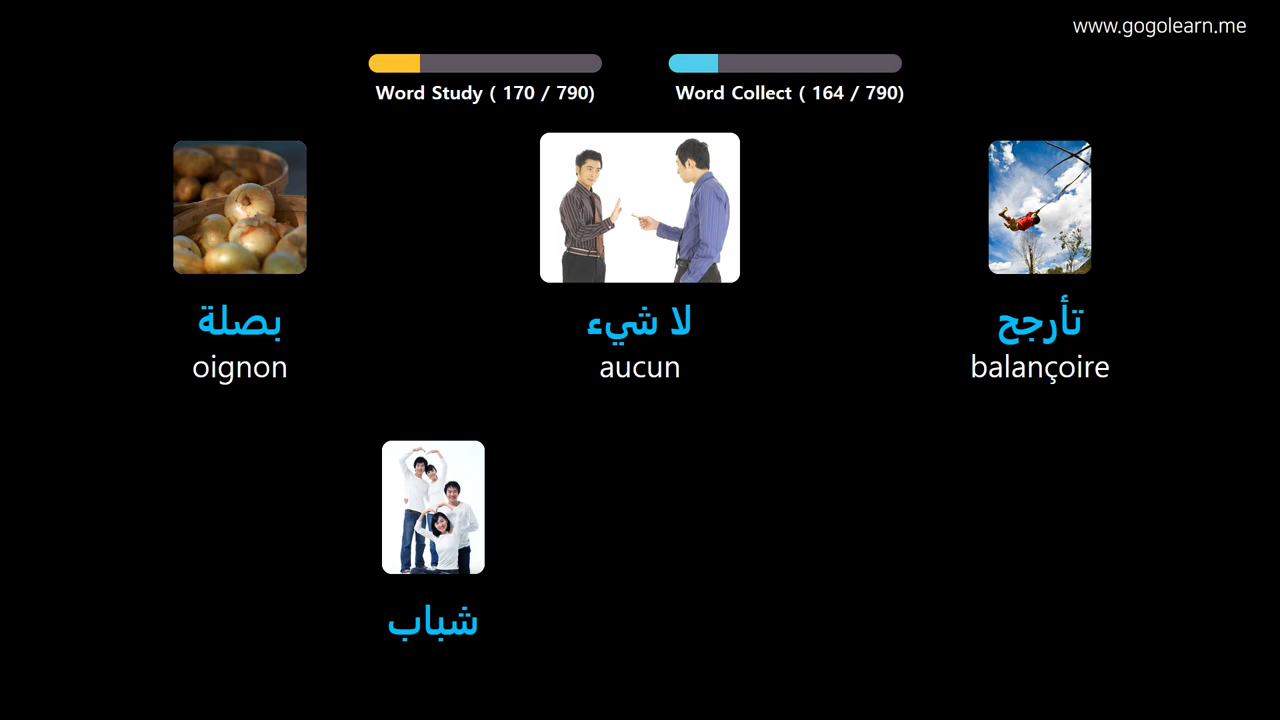 www.gogolearn.me
Word Study ( 170 / 790)
Word Collect ( 164 / 790)
بصلة
oignon
لا شيء
aucun
تأرجح
balançoire
شباب